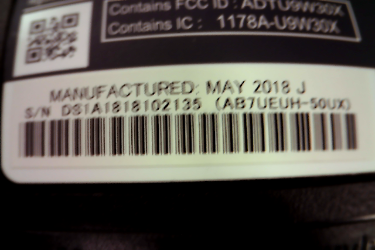 Contains FCC ID : ADTU9W30X
Contains IC : 1178A-U9W30X
MANUFACTURED: MAY 2018 J
S/N DS1A1818102135 (AB7UEUH-50UX)